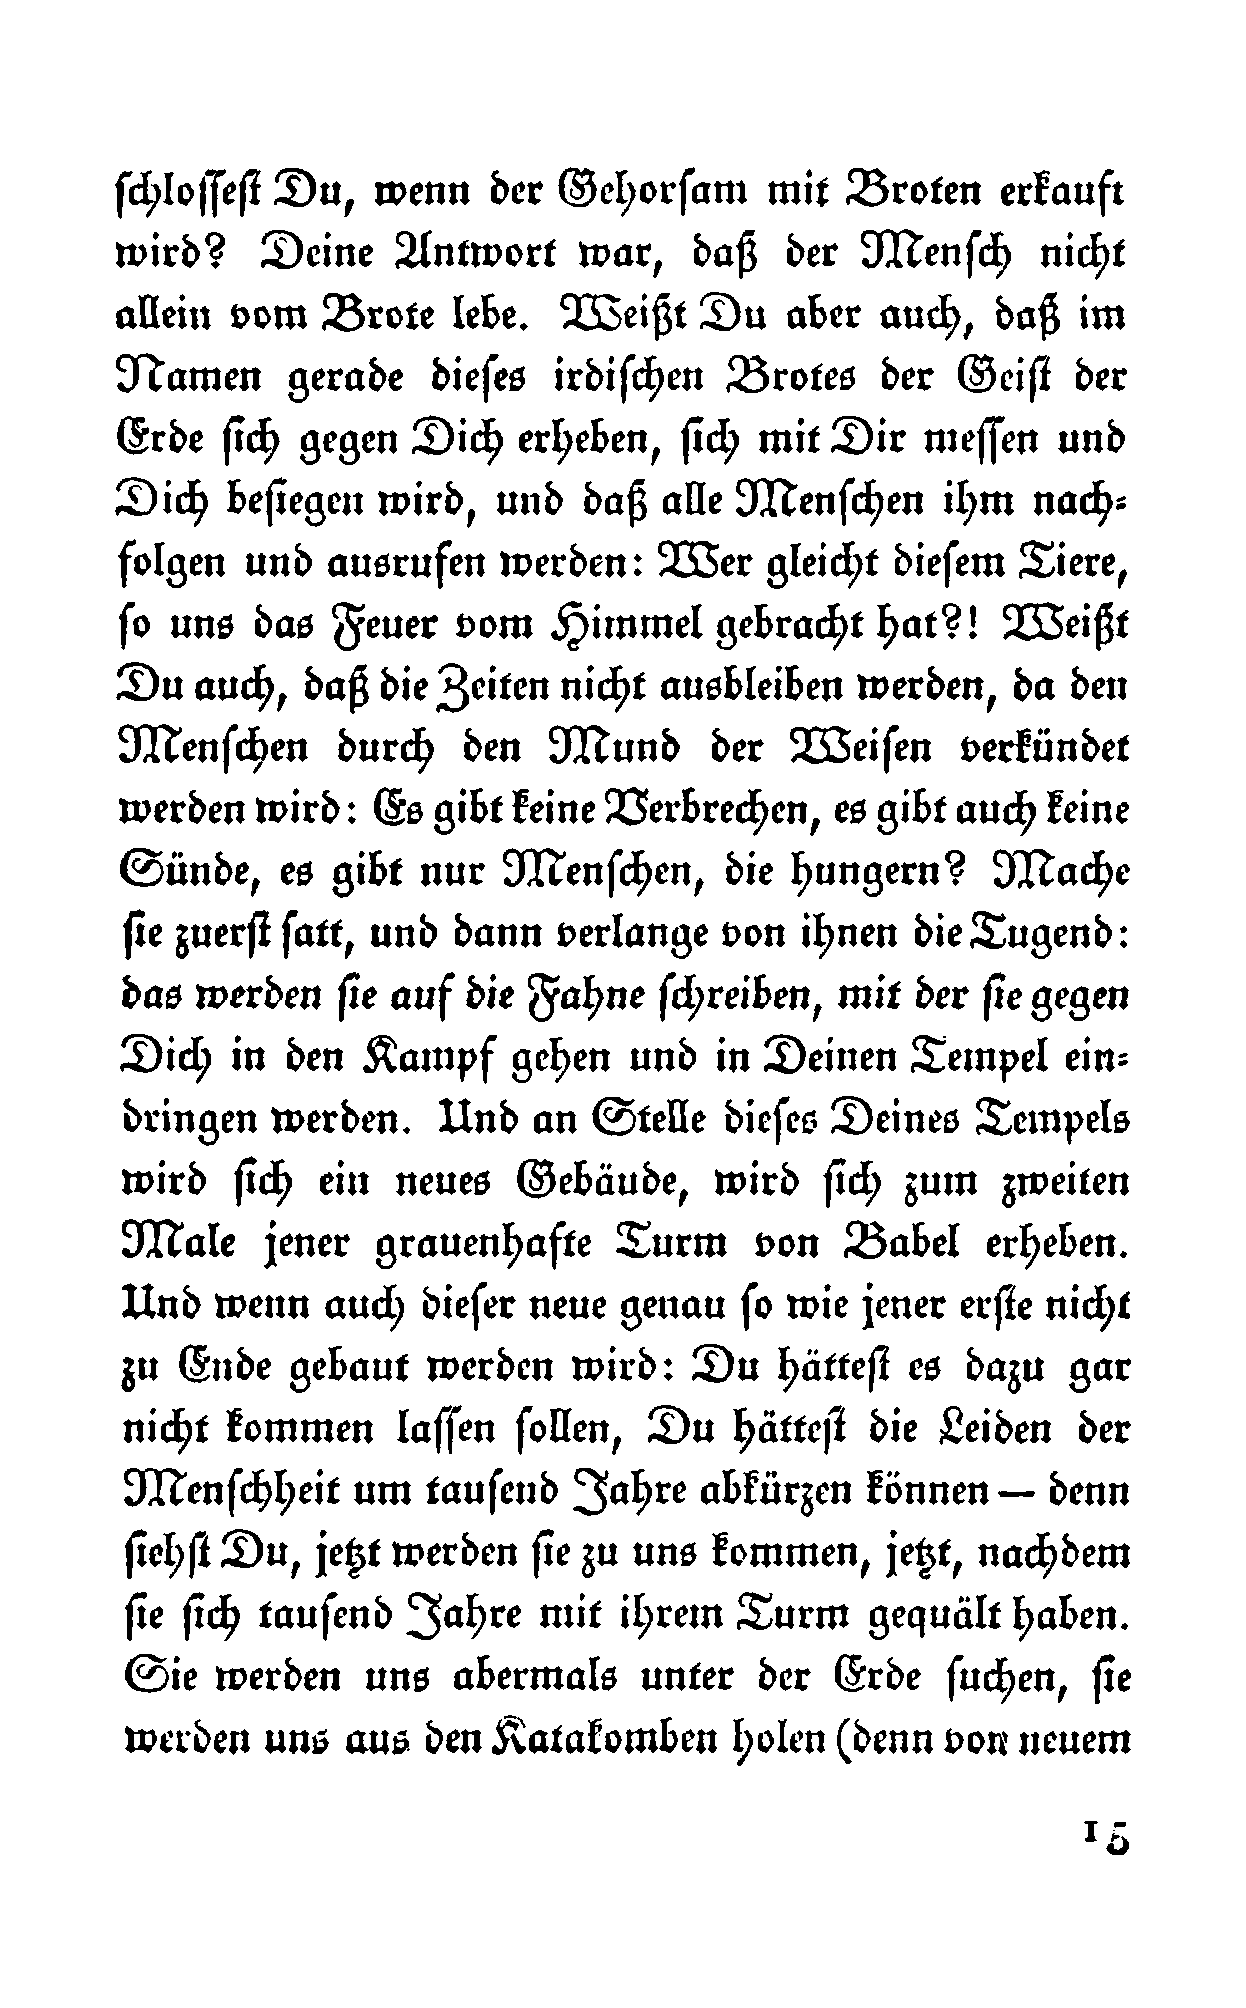 schlossest Du, wenn der Gehorsam mit Broten erkauft
wird? Deine Antwort war, daß der Mensch nicht
allein vom Brote lebe. Weißt Du aber auch, daß im
Namen gerade dieses irdischen Brotes der Geist der
Erde sich gegen Dich erheben, sich mit Dir messen und
Dich besiegen wird, und daß alle Menschen ihm nach-
folgen und ausrufen werden: Wer gleicht diesem Tiere,
so uns das Feuer vom Himmel gebracht hat?! Weißt
Du auch, daß die Zeiten nicht ausbleiben werden, da den
Menschen durch den Mund der Weisen verkündet
werden wird: Es gibt keine Verbrechen, es gibt auch keine
Sünde, es gibt nur Menschen, die hungern? Mache
sie zuerst satt, und dann verlange von ihnen die Tugend:
das werden sie auf die Fahne schreiben, mit der sie gegen
Dich in den Kampf gehen und in Deinen Tempel ein-
dringen werden. Und an Stelle dieses Deines Tempels
wird sich ein neues Gebäude, wird sich zum zweiten
Male jener grauenhafte Turm von Babel erheben.
Und wenn auch dieser neue genau so wie jener erste nicht
zu Ende gebaut werden wird: Du hättest es dazu gar
nicht kommen lassen sollen, Du hättest die Leiden der
Menschheit um tausend Jahre abkürzen können — denn
siehst Du, jetzt werden sie zu uns kommen, jetzt, nachdem
sie sich tausend Jahre mit ihrem Turm gequält haben.
Sie werden uns abermals unter der Erde suchen, sie
werden uns aus den Katakomben holen (denn von neuem
15